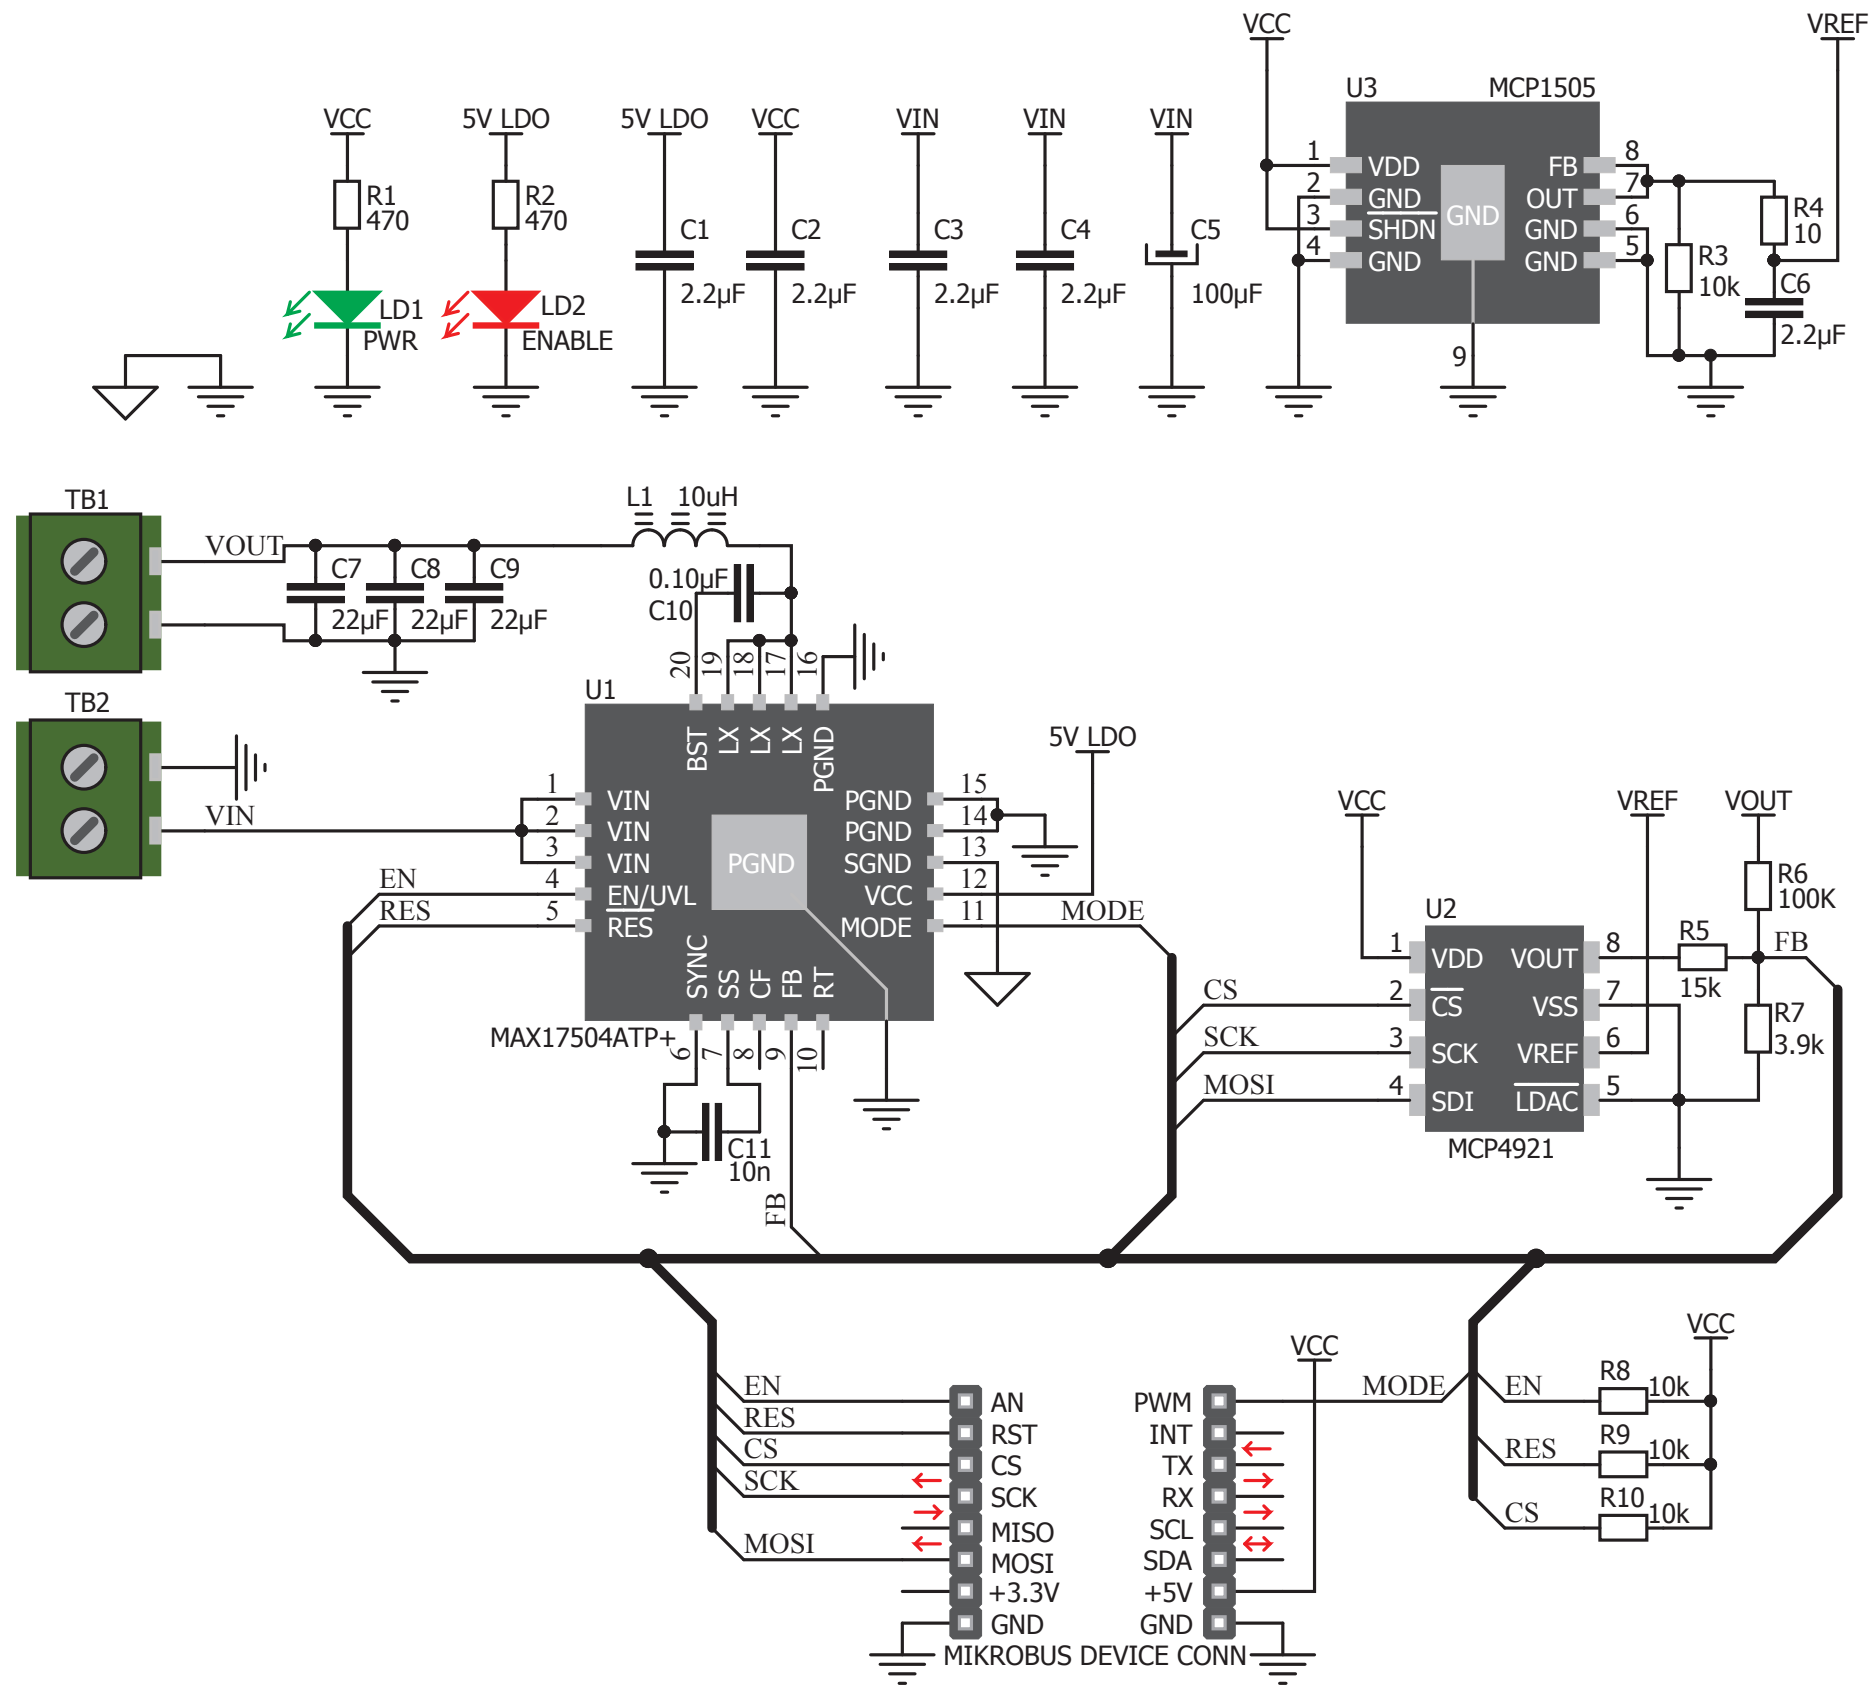 VCC
VREF
U3
MCP1505
VCC
5V LDO
5V LDO
VCC
VIN
VIN
VIN
1
VDD
FB
8
2
GND
OUT
7
3
SHDN
GND
GND
6
4
GND
GND
5
9
R1
470
R2
470
C1
2.2µF
C2
2.2µF
C3
2.2µF
C4
2.2µF
C5
100µF
R3
10k
R4
10
C6
2.2µF
LD1
PWR
LD2
ENABLE
TB1
VOUT
C7
22µF
C8
22µF
C9
22µF
L1
10uH
0.10µF
C10
TB2
VIN
U1
20
19
18
17
16
BST
LX
LX
LX
PGND
1
VIN
2
VIN
3
VIN
4
EN/UVL
5
RES
EN
RES
PGND
PGND
15
PGND
14
SGND
13
VCC
12
MODE
11
5V LDO
MODE
SYNC
SS
CF
FB
RT
MAX17504ATP+
6
7
8
9
10
C11
10n
FB
VCC
VREF
VOUT
R6
100K
U2
R5
15k
FB
R7
3.9k
1
VDD
VOUT
8
CS
2
CS
VSS
7
SCK
3
SCK
VREF
6
MOSI
4
SDI
LDAC
5
MCP4921
VCC
VCC
EN
AN
PWM
MODE
EN
R8
10k
RES
RST
INT
CS
CS
TX
RES
R9
10k
SCK
SCK
RX
MISO
SCL
CS
R10
10k
MOSI
MOSI
SDA
+3.3V
+5V
GND
GND
MIKROBUS DEVICE CONN